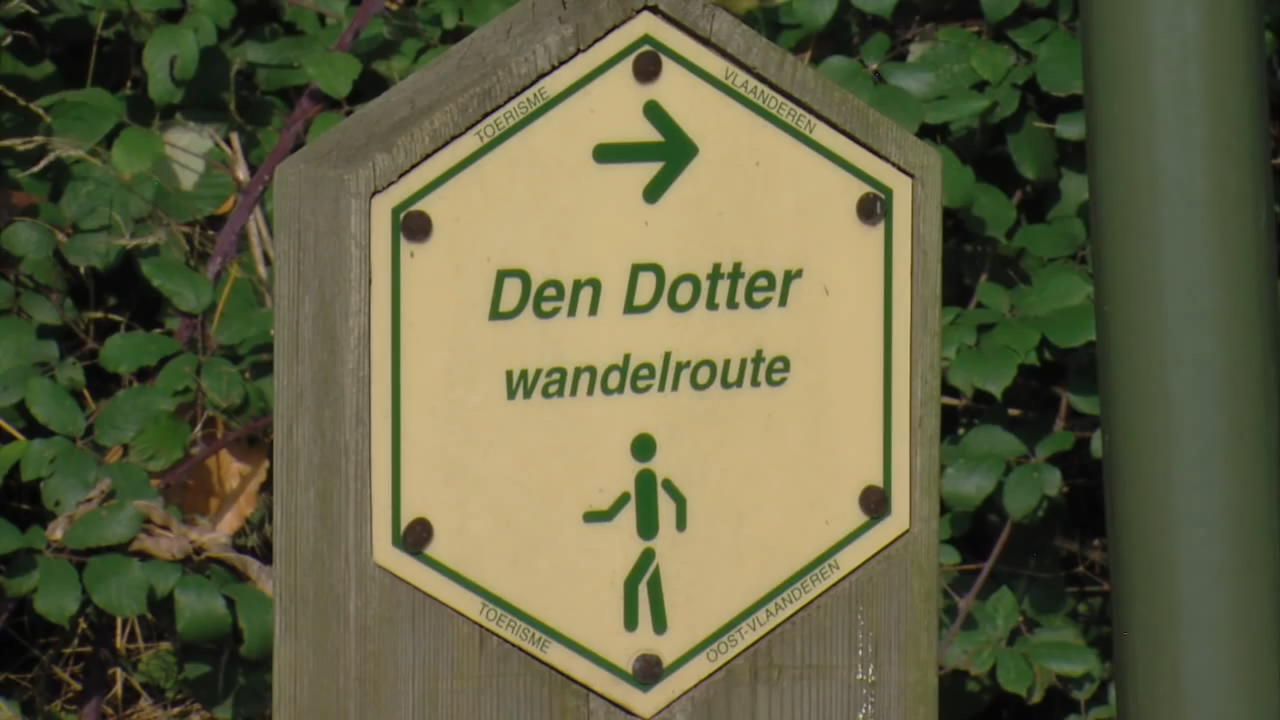 TOERISME
VLAANDEREN
Den Dotter
wandelroute
TOERISME
OOST-VLAANDEREN